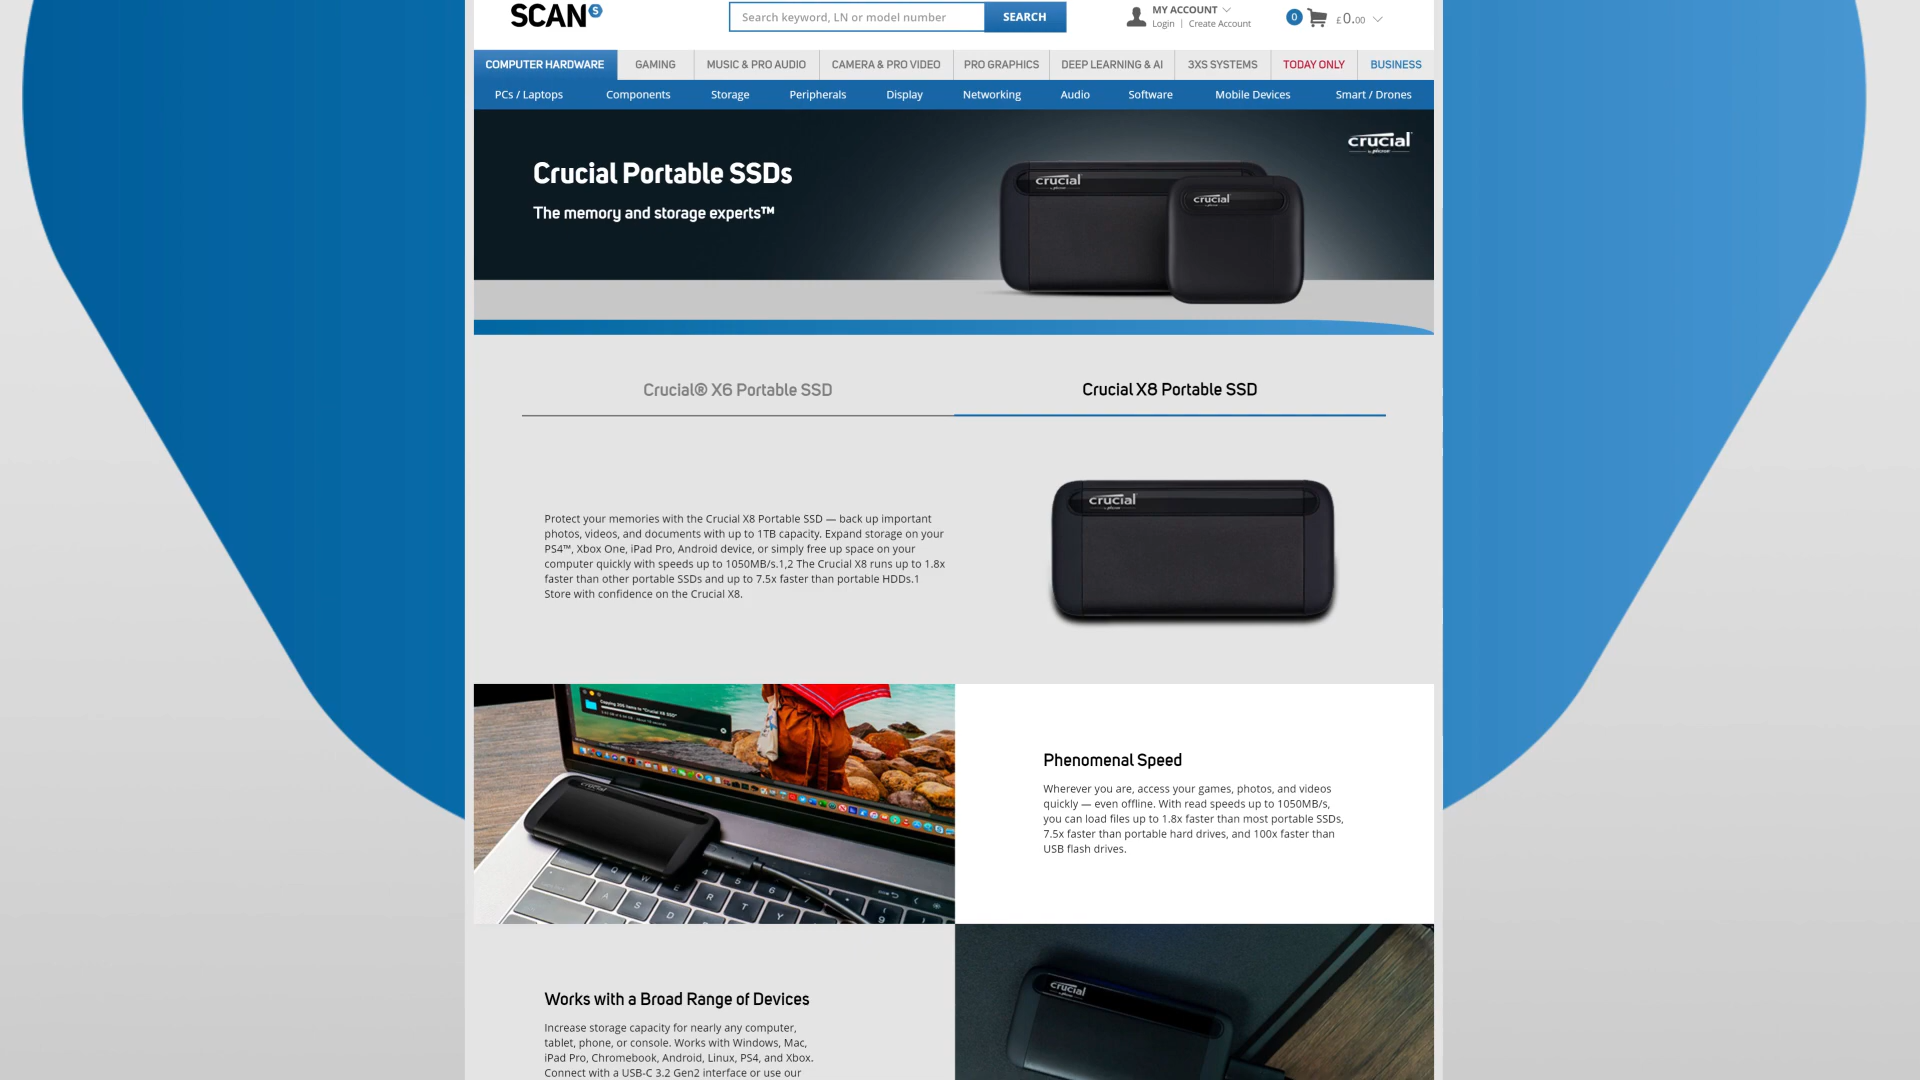 SCAN S
Search keyword, LN or model number
SEARCH
MY ACCOUNT
Login | Create Account
0
£0.00
COMPUTER HARDWARE
GAMING
MUSIC & PRO AUDIO
CAMERA & PRO VIDEO
PRO GRAPHICS
DEEP LEARNING & AI
3XS SYSTEMS
TODAY ONLY
BUSINESS
PCs / Laptops
Components
Storage
Peripherals
Display
Networking
Audio
Software
Mobile Devices
Smart / Drones
Crucial Portable SSDs
The memory and storage experts™
crucial
crucial
crucial
Crucial® X6 Portable SSD
Crucial X8 Portable SSD
Protect your memories with the Crucial X8 Portable SSD — back up important
photos, videos, and documents with up to 1TB capacity. Expand storage on your
PS4™, Xbox One, iPad Pro, Android device, or simply free up space on your
computer quickly with speeds up to 1050MB/s.1,2 The Crucial X8 runs up to 1.8x
faster than other portable SSDs and up to 7.5x faster than portable HDDs.1
Store with confidence on the Crucial X8.
crucial
Copying 205 items to "Crucial X8 SSD"
crucial
Phenomenal Speed
Wherever you are, access your games, photos, and videos
quickly — even offline. With read speeds up to 1050MB/s,
you can load files up to 1.8x faster than most portable SSDs,
7.5x faster than portable hard drives, and 100x faster than
USB flash drives.
Works with a Broad Range of Devices
Increase storage capacity for nearly any computer,
tablet, phone, or console. Works with Windows, Mac,
iPad Pro, Chromebook, Android, Linux, PS4, and Xbox.
Connect with a USB-C 3.2 Gen2 interface or use our
crucial